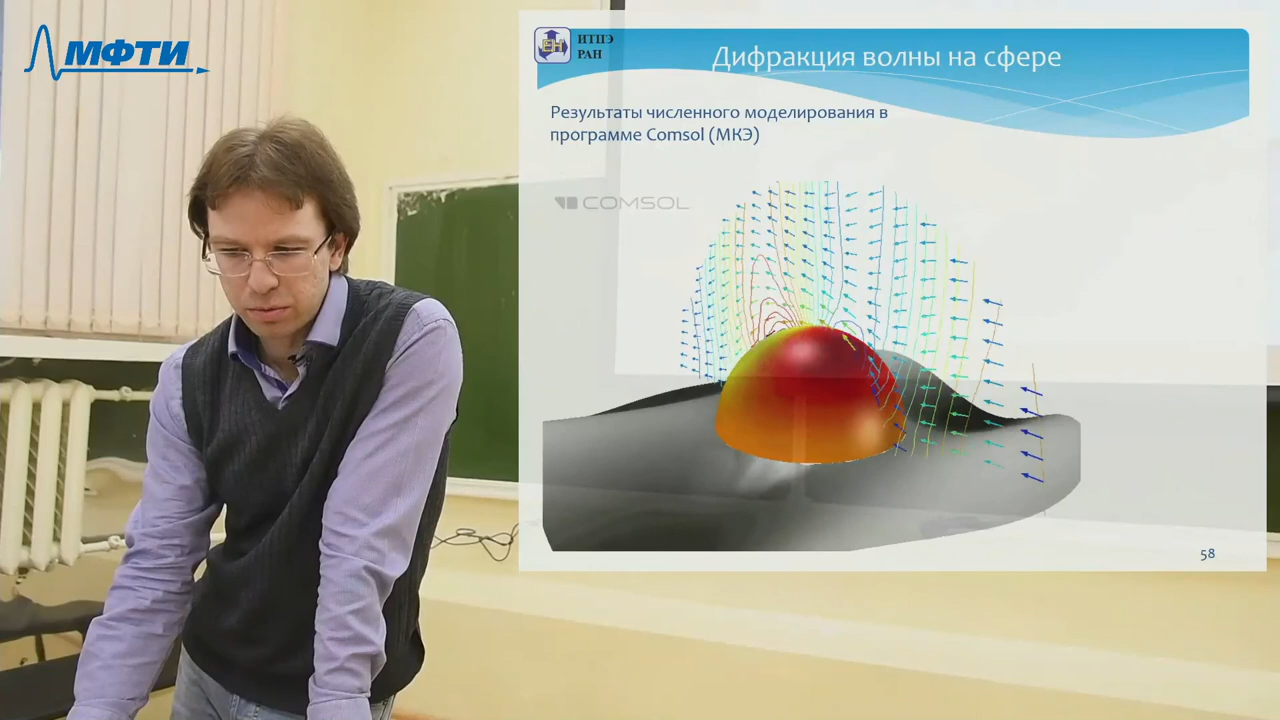 МФТИ
ИТПЭ
РАН
Дифракция волны на сфере
Результаты численного моделирования в
программе Comsol (МКЭ)
COMSOL
58